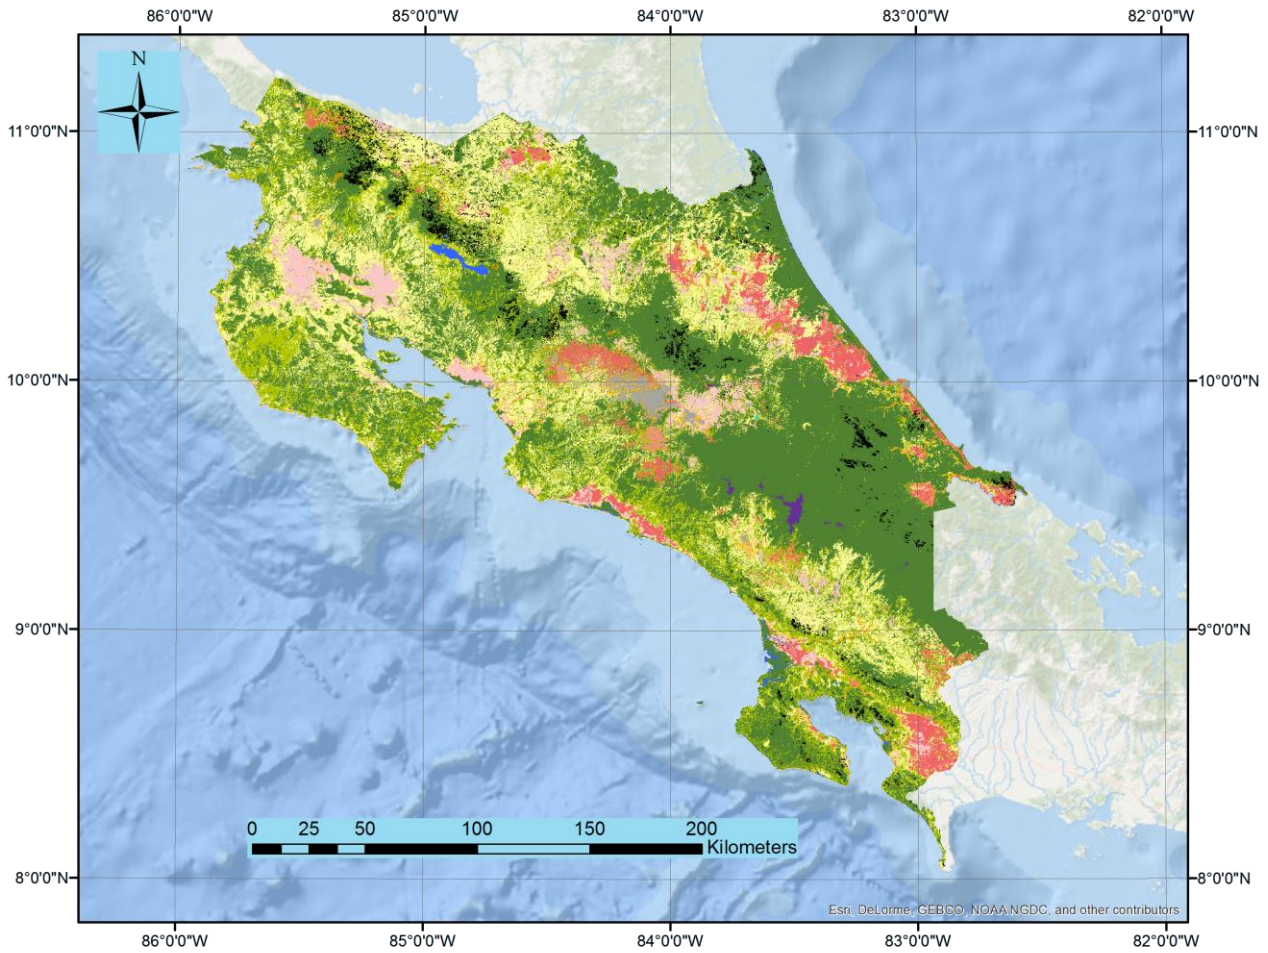 86°0'0"W 85°0'0"W 84°0'0"W 83°0'0"W 82°0'0"W
N
11°0'0"N 11°0'0"N
10°0'0"N 10°0'0"N
9°0'0"N 9°0'0"N
0 25 50 100 150 200
Kilometers
8°0'0"N 8°0'0"N
Esri, DeLorme, GEBCO, NOAA NGDC, and other contributors
86°0'0"W 85°0'0"W 84°0'0"W 83°0'0"W 82°0'0"W